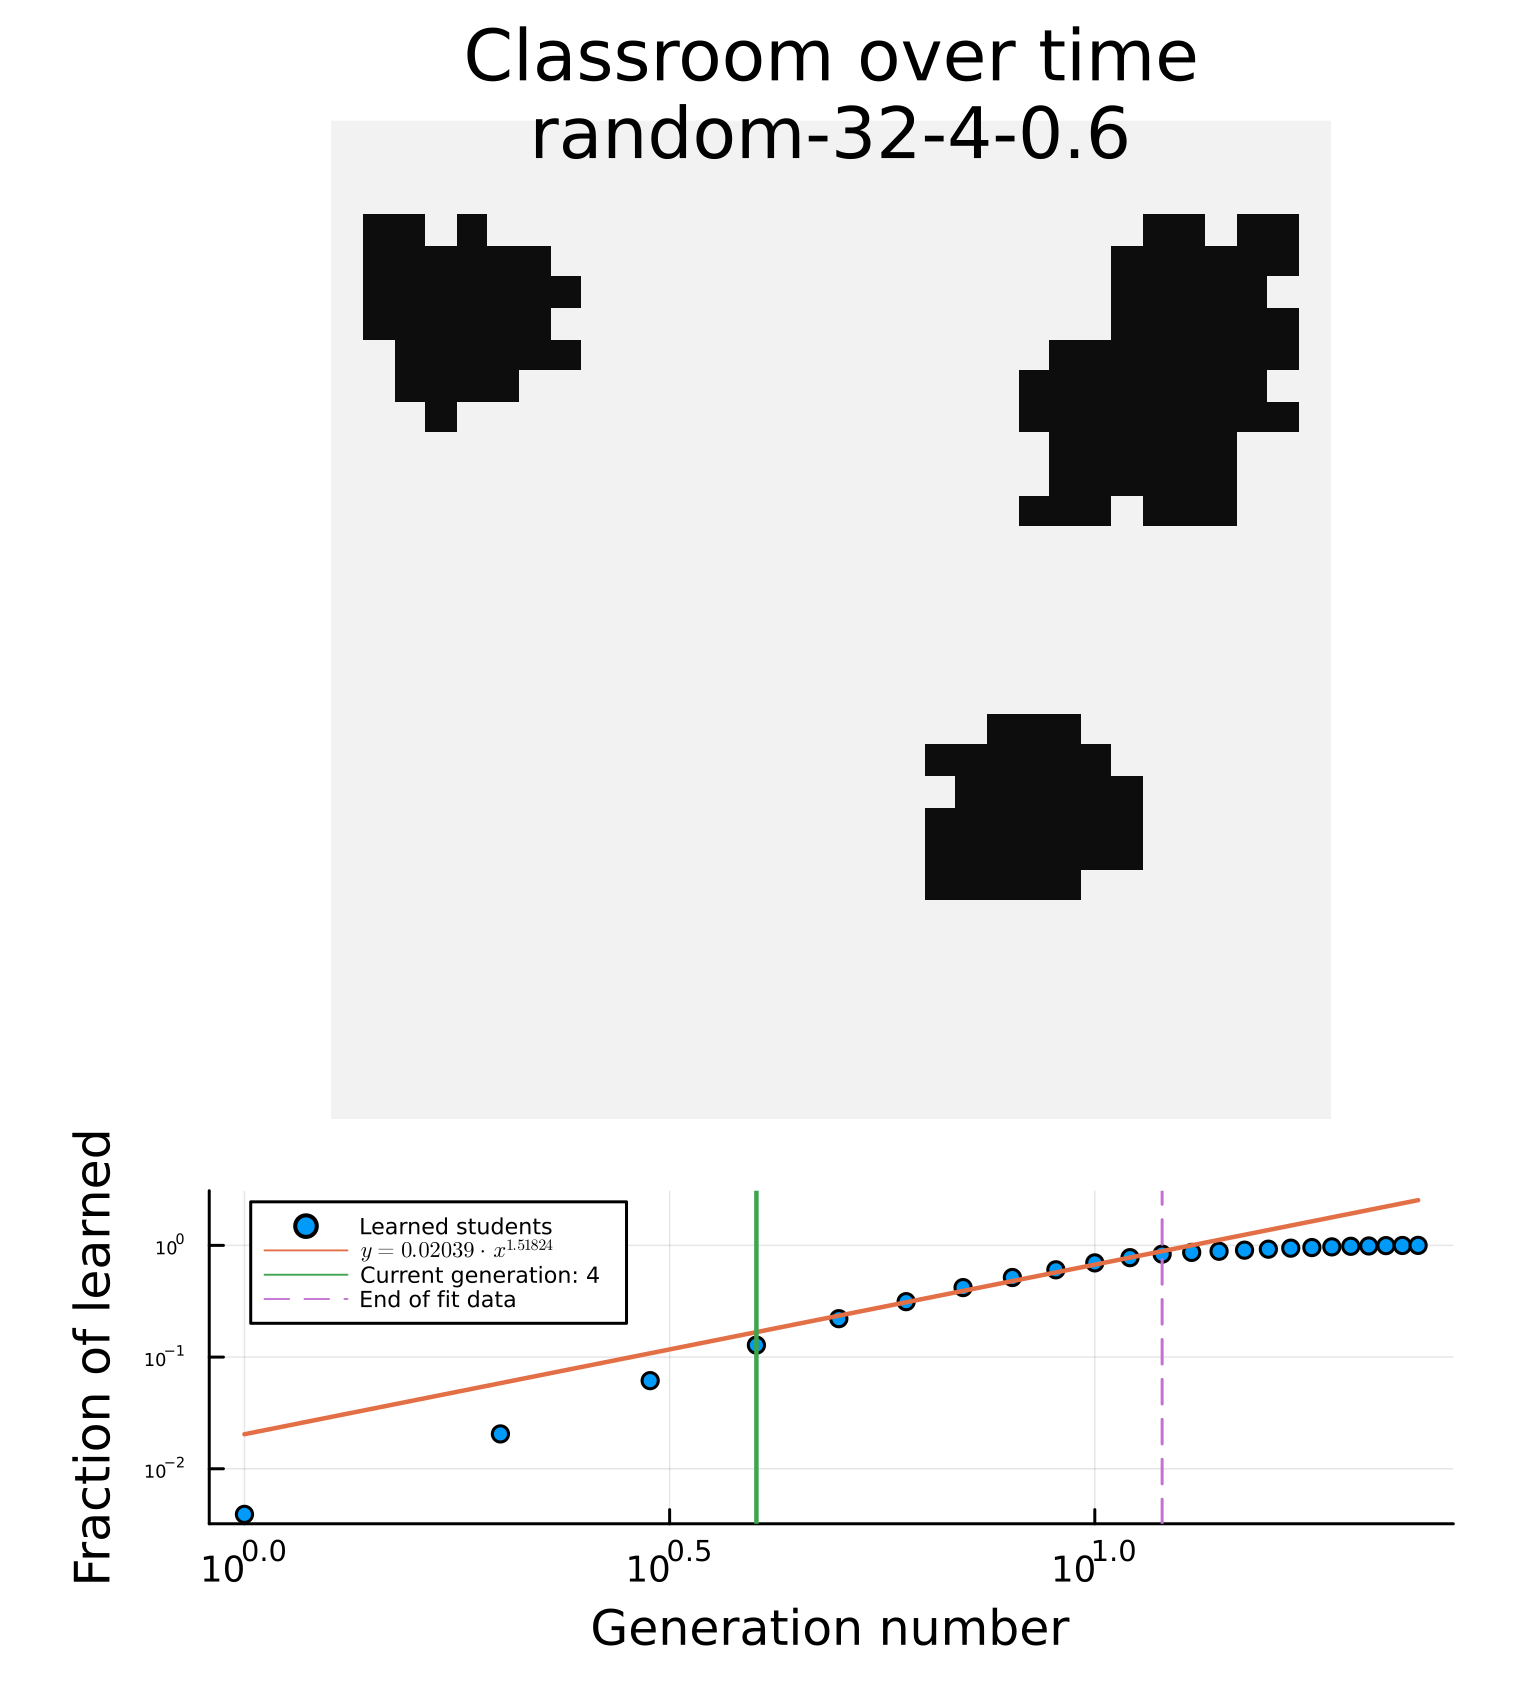 Classroom over time
random-32-4-0.6
Fraction of learned
Learned students
y = 0.02039 · x^1.51824
Current generation: 4
End of fit data
10^0
10^−1
10^−2
10^0.0
10^0.5
10^1.0
Generation number